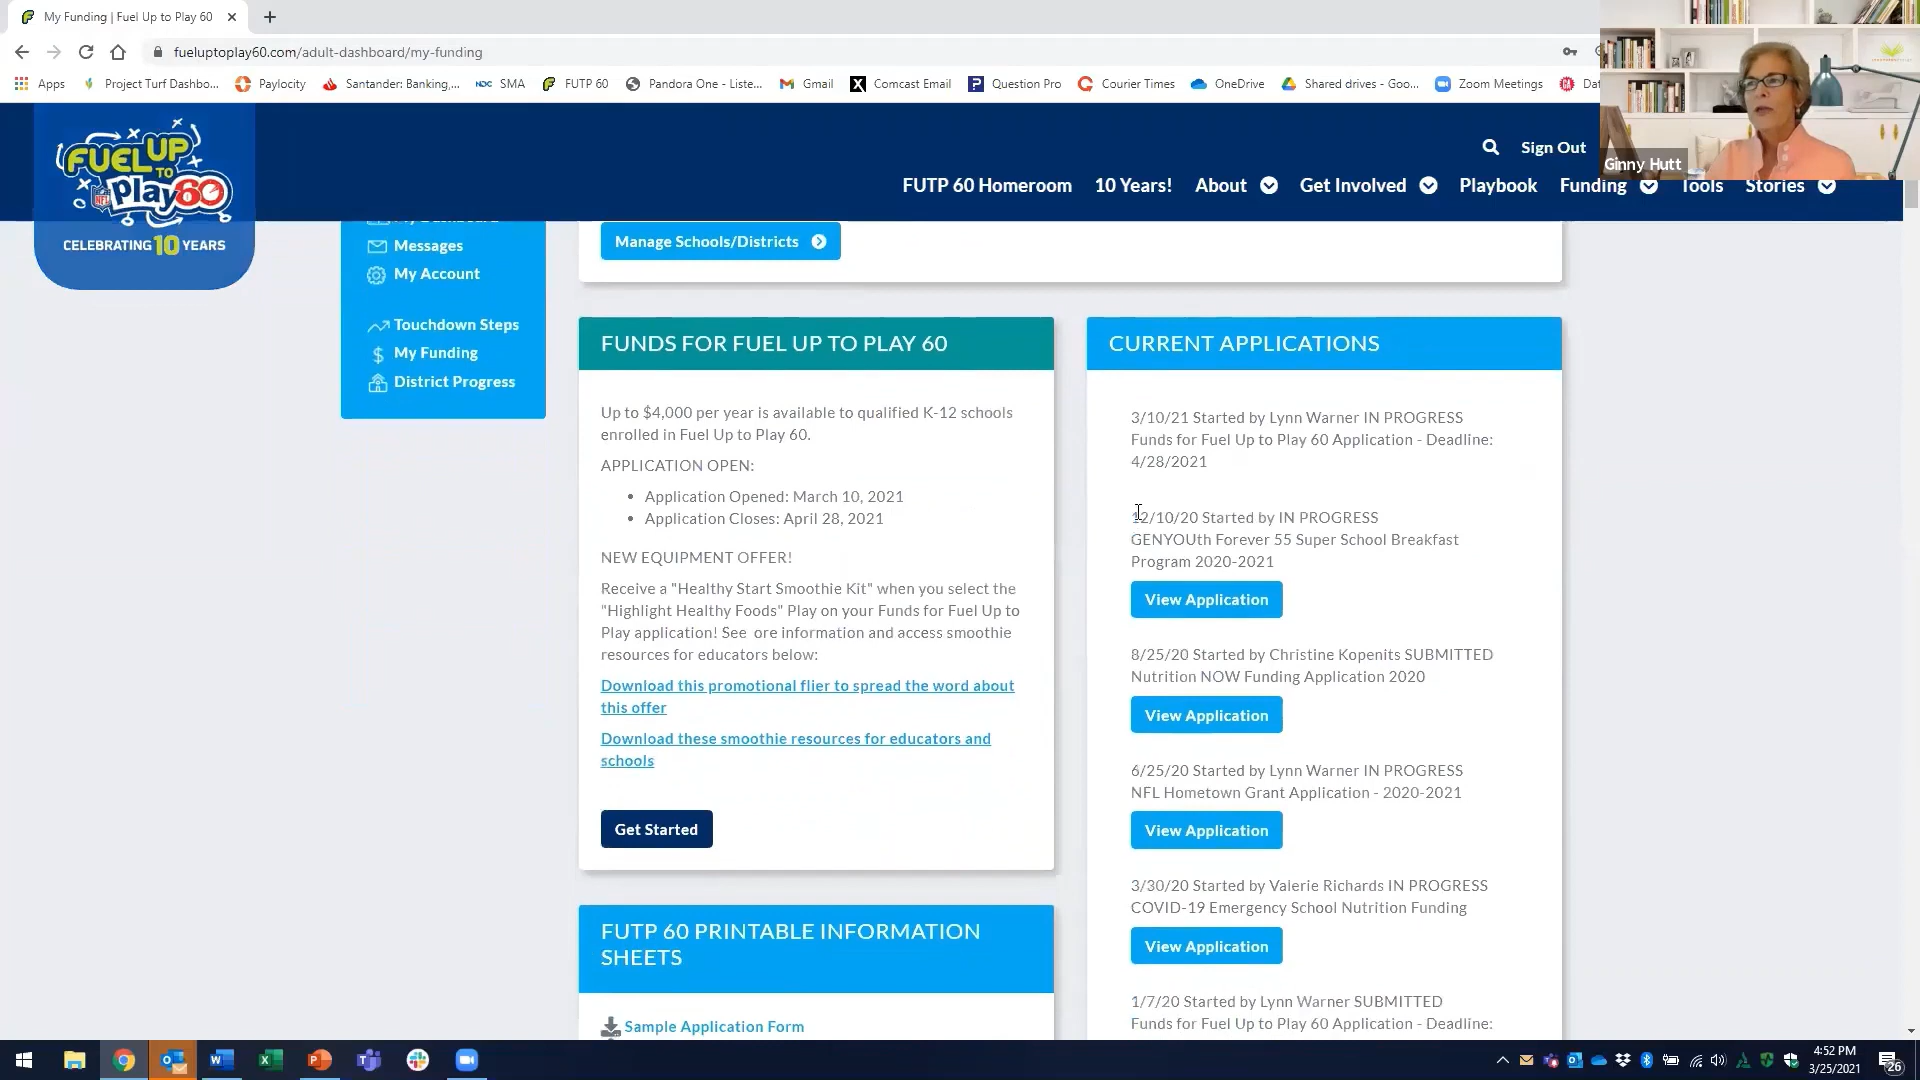 My Funding | Fuel Up to Play 60
fueluptoplay60.com/adult-dashboard/my-funding
Apps
Project Turf Dashbo...
Paylocity
Santander: Banking,...
NDC SMA
FUTP 60
Pandora One - Liste...
Gmail
Comcast Email
Question Pro
Courier Times
OneDrive
Shared drives - Goo...
Zoom Meetings
Ginny Hutt
FUEL UP
TO
NFL
Play 60
CELEBRATING 10 YEARS
Sign Out
FUTP 60 Homeroom
10 Years!
About
Get Involved
Playbook
Funding
Tools
Stories
Messages
My Account
Touchdown Steps
My Funding
District Progress
Manage Schools/Districts
FUNDS FOR FUEL UP TO PLAY 60
Up to $4,000 per year is available to qualified K-12 schools
enrolled in Fuel Up to Play 60.
APPLICATION OPEN:
• Application Opened: March 10, 2021
• Application Closes: April 28, 2021
NEW EQUIPMENT OFFER!
Receive a "Healthy Start Smoothie Kit" when you select the
"Highlight Healthy Foods" Play on your Funds for Fuel Up to
Play application! See ore information and access smoothie
resources for educators below:
Download this promotional flier to spread the word about
this offer
Download these smoothie resources for educators and
schools
Get Started
FUTP 60 PRINTABLE INFORMATION
SHEETS
Sample Application Form
CURRENT APPLICATIONS
3/10/21 Started by Lynn Warner IN PROGRESS
Funds for Fuel Up to Play 60 Application - Deadline:
4/28/2021
12/10/20 Started by IN PROGRESS
GENYOUth Forever 55 Super School Breakfast
Program 2020-2021
View Application
8/25/20 Started by Christine Kopenits SUBMITTED
Nutrition NOW Funding Application 2020
View Application
6/25/20 Started by Lynn Warner IN PROGRESS
NFL Hometown Grant Application - 2020-2021
View Application
3/30/20 Started by Valerie Richards IN PROGRESS
COVID-19 Emergency School Nutrition Funding
View Application
1/7/20 Started by Lynn Warner SUBMITTED
Funds for Fuel Up to Play 60 Application - Deadline:
4:52 PM
3/25/2021
26